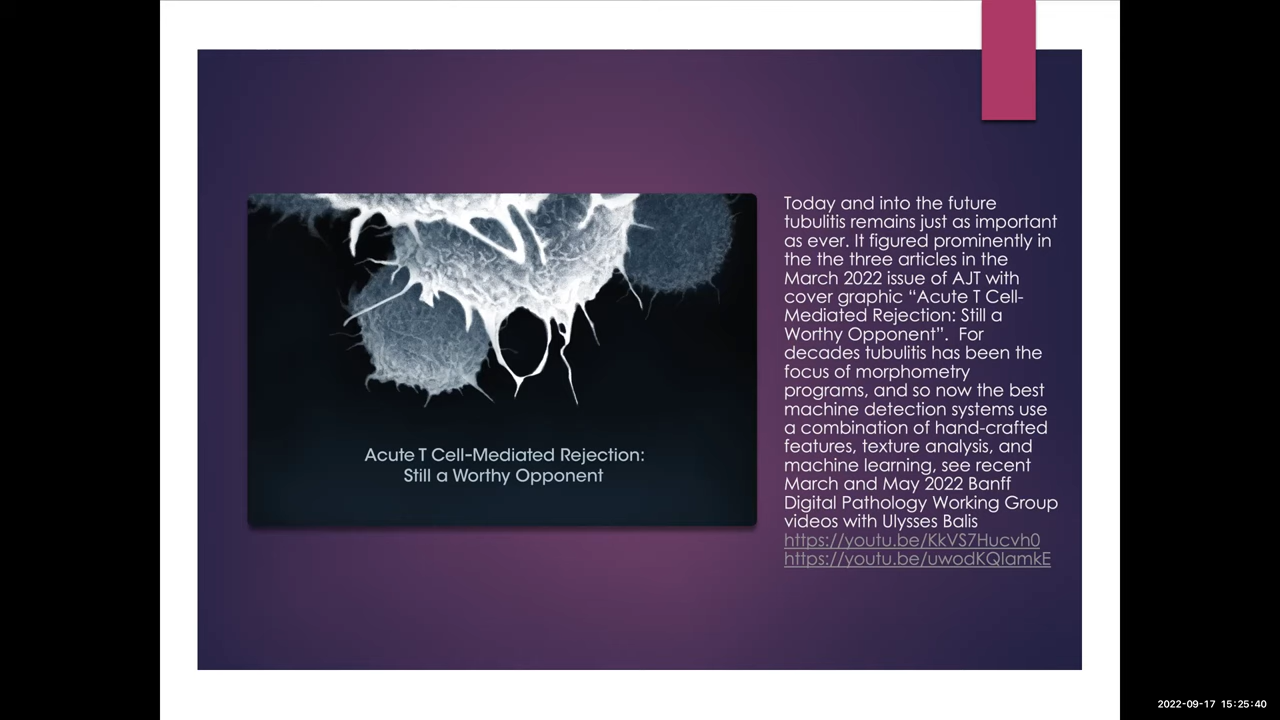 Acute T Cell-Mediated Rejection:
Still a Worthy Opponent
Today and into the future
tubulitis remains just as important
as ever. It figured prominently in
the the three articles in the
March 2022 issue of AJT with
cover graphic “Acute T Cell-
Mediated Rejection: Still a
Worthy Opponent”.  For
decades tubulitis has been the
focus of morphometry
programs, and so now the best
machine detection systems use
a combination of hand-crafted
features, texture analysis, and
machine learning, see recent
March and May 2022 Banff
Digital Pathology Working Group
videos with Ulysses Balis
https://youtu.be/KkVS7Hucvh0
https://youtu.be/uwodKQIamkE
2022-09-17 15:25:40